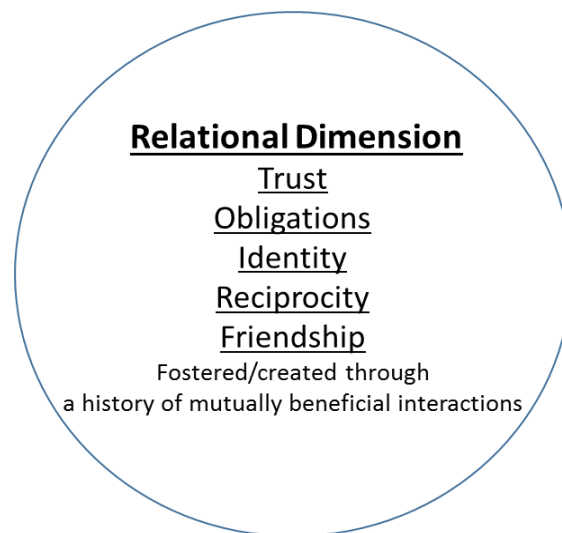 Relational Dimension
Trust
Obligations
Identity
Reciprocity
Friendship
Fostered/created through
a history of mutually beneficial interactions